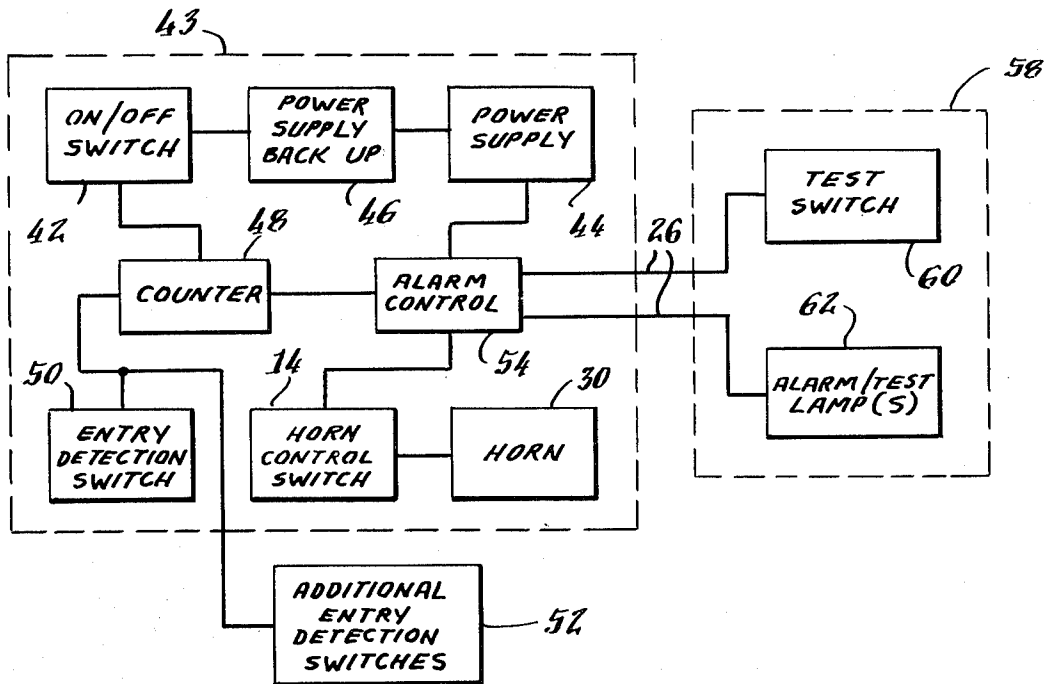 43
58
ON/OFF
SWITCH
POWER
SUPPLY
BACK UP
POWER
SUPPLY
TEST
SWITCH
42
48
46
44
26
60
COUNTER
ALARM
CONTROL
62
50
14
54
30
ALARM/TEST
LAMP(S)
ENTRY
DETECTION
SWITCH
HORN
CONTROL
SWITCH
HORN
ADDITIONAL
ENTRY
DETECTION
SWITCHES
52